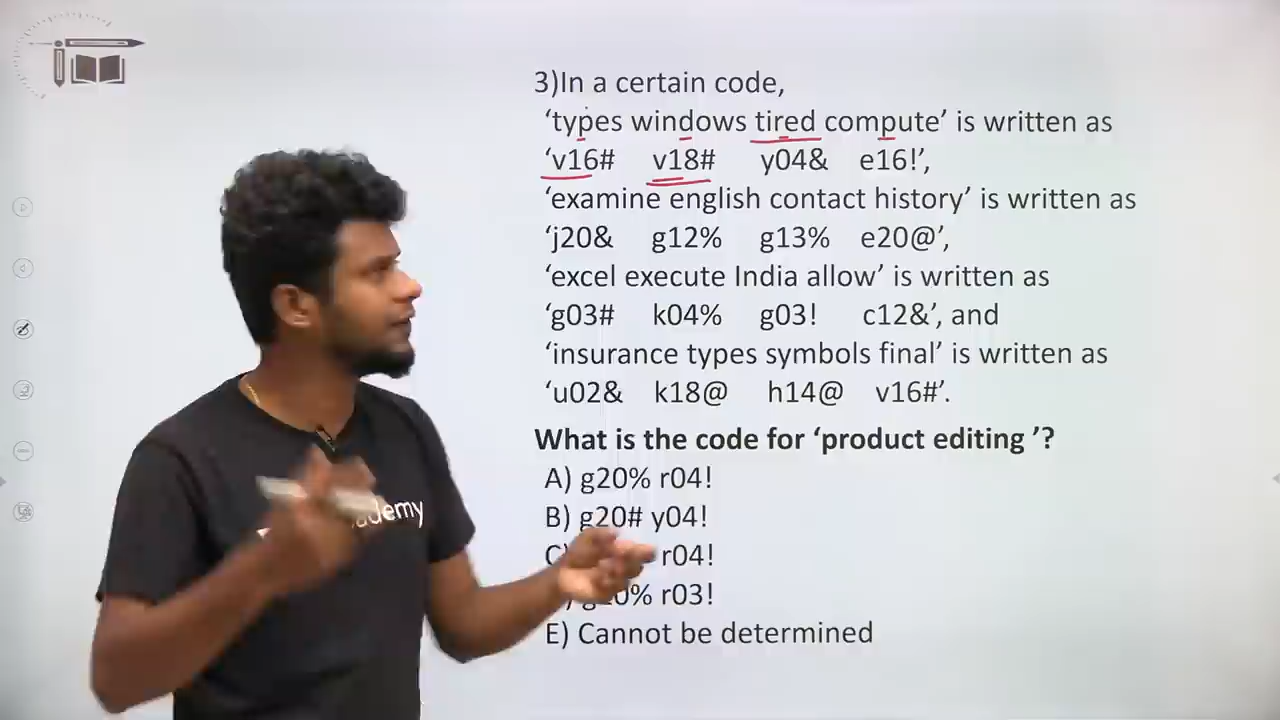 3)In a certain code,
‘types windows tired compute’ is written as
‘v16# v18# y04& e16!’,
‘examine english contact history’ is written as
‘j20& g12% g13% e20@’,
‘excel execute India allow’ is written as
‘g03# k04% g03! c12&’, and
‘insurance types symbols final’ is written as
‘u02& k18@ h14@ v16#’.
What is the code for ‘product editing ’?
A) g20% r04!
B) g20# y04!
r04!
r03!
E) Cannot be determined